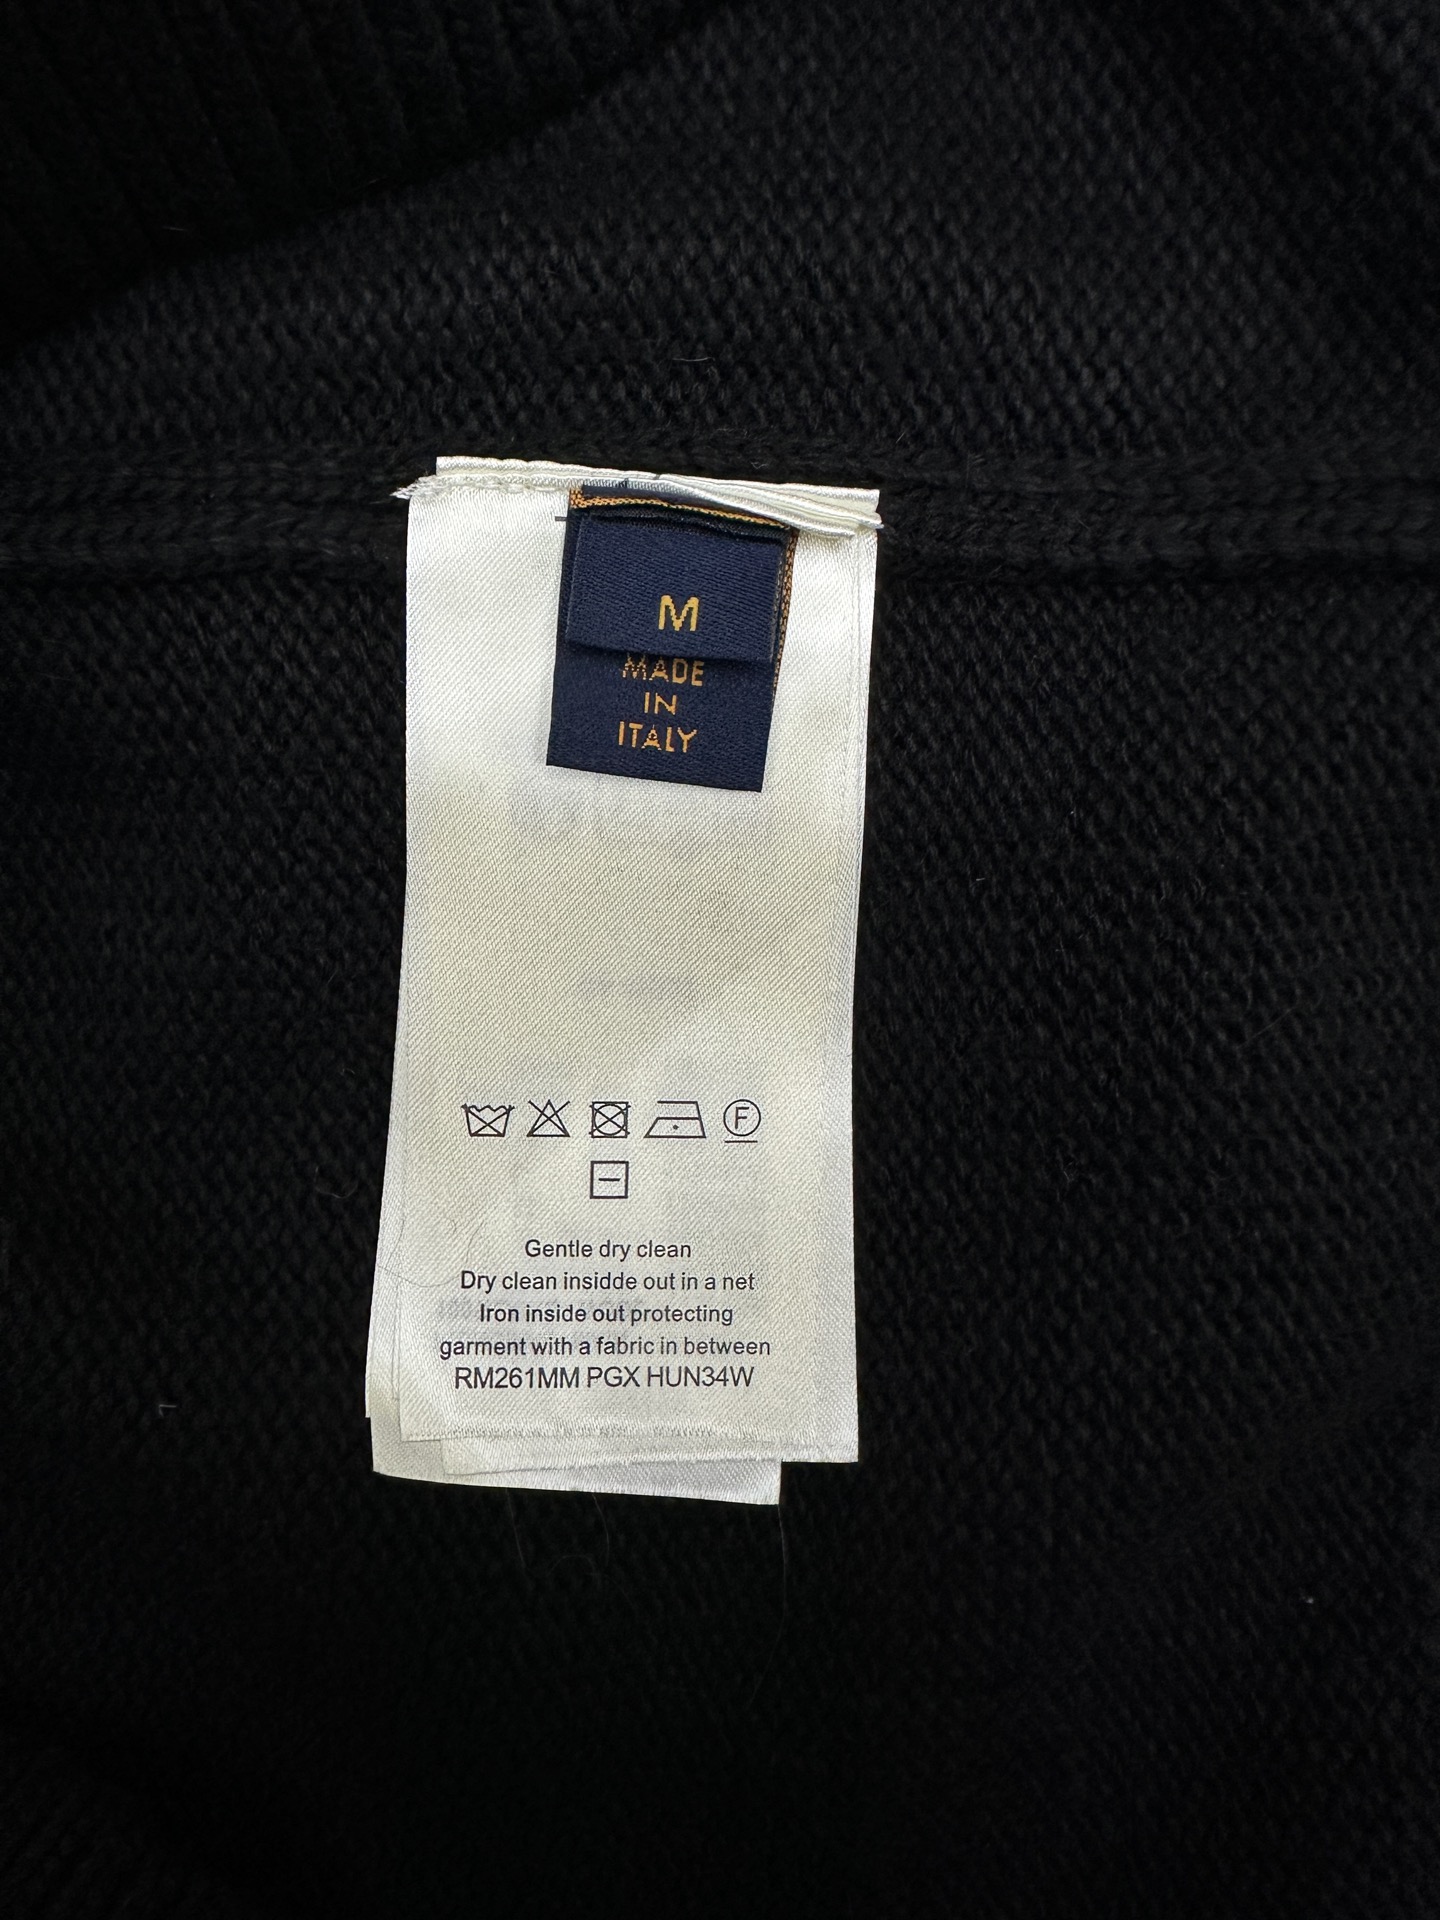 M
MADE
IN
ITALY
F
Gentle dry clean
Dry clean insidde out in a net
Iron inside out protecting
garment with a fabric in between
RM261MM PGX HUN34W